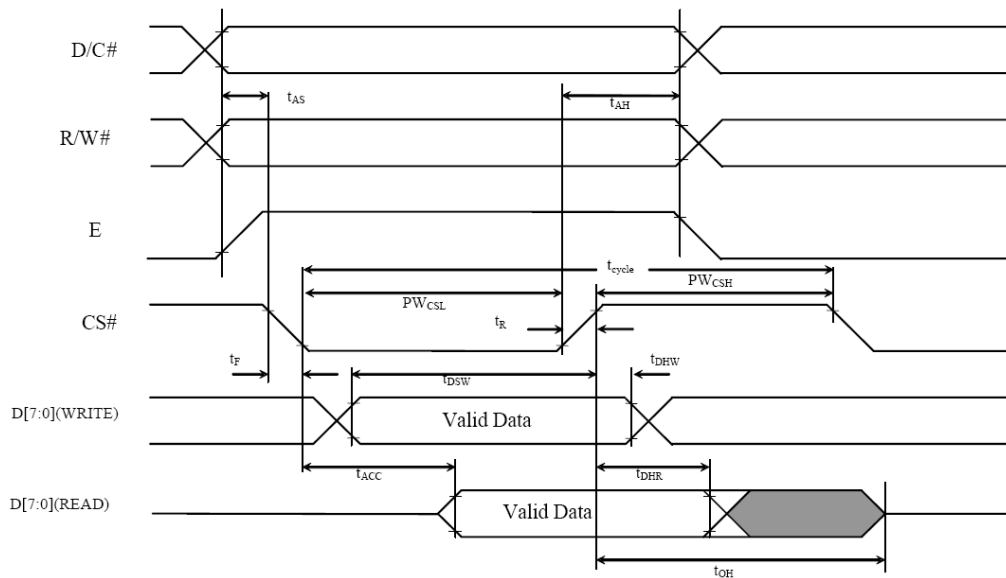 D/C#
tAS
tAH
R/W#
E
tcycle
PWCSL
PWCSH
CS#
tR
tF
tDSW
tDHW
D[7:0](WRITE)
Valid Data
tACC
tDHR
D[7:0](READ)
Valid Data
tOH